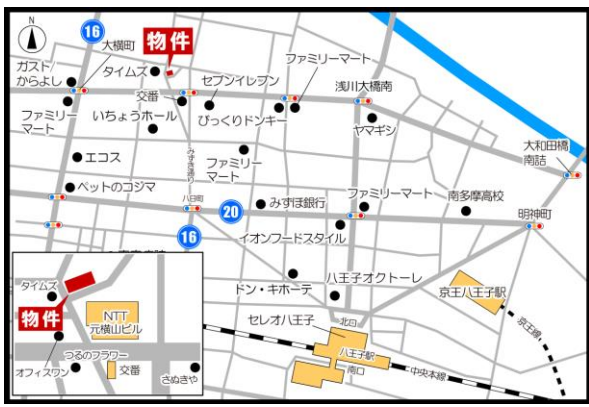 N
16
大横町
物件
ガスト
からよし
タイムズ
セブンイレブン
ファミリーマート
浅川大橋南
ファミリー
マート
交番
いちょうホール
びっくりドンキー
ヤマギシ
大和田橋
南詰
エコス
みずき通り
ファミリー
マート
ペットのコジマ
八日町
20
みずほ銀行
ファミリーマート
南多摩高校
明神町
16
イオンフードスタイル
ドン・キホーテ
八王子オクトーレ
京王八王子駅
京王線
セレオ八王子
北口
八王子駅
南口
中央本線
タイムズ
物件
NTT
元横山ビル
つるのフラワー
オフィスワン
交番
さぬきや